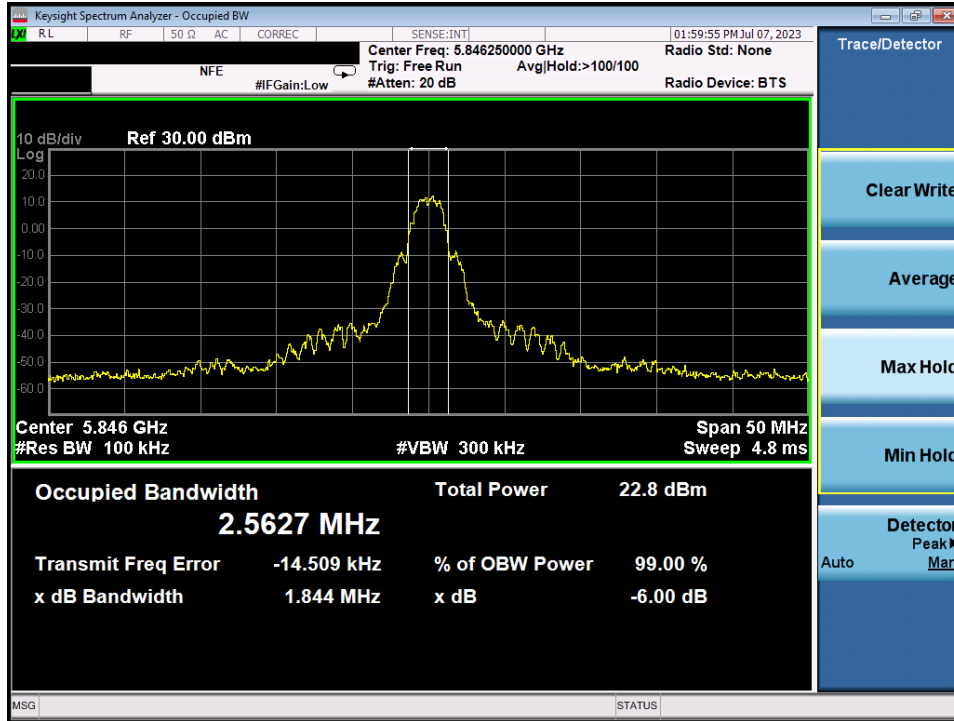 Keysight Spectrum Analyzer - Occupied BW
LXI RL RF 50 Ω AC CORREC SENSE:INT 01:59:55 PM Jul 07, 2023
Center Freq: 5.846250000 GHz Radio Std: None
Trig: Free Run Avg|Hold:>100/100
NFE
#IFGain:Low #Atten: 20 dB Radio Device: BTS
10 dB/div Ref 30.00 dBm
Log
20.0
10.0
0.00
-10.0
-20.0
-30.0
-40.0
-50.0
-60.0
Center 5.846 GHz Span 50 MHz
#Res BW 100 kHz #VBW 300 kHz Sweep 4.8 ms
Occupied Bandwidth Total Power 22.8 dBm
2.5627 MHz
Transmit Freq Error -14.509 kHz % of OBW Power 99.00 %
x dB Bandwidth 1.844 MHz x dB -6.00 dB
MSG STATUS
Trace/Detector
Clear Write
Average
Max Hold
Min Hold
Detector
Peak
Auto Man